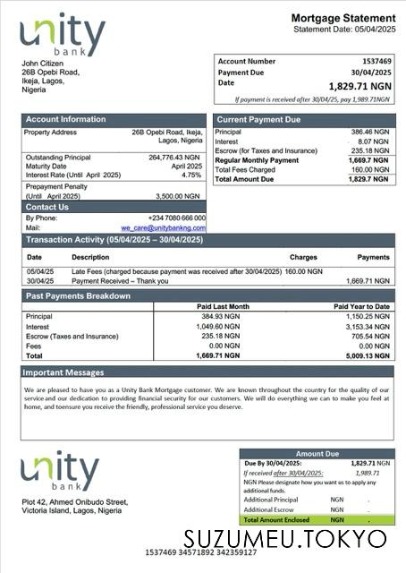 unity
bank
Mortgage Statement
Statement Date: 05/04/2025
John Citizen
26B Opebi Road,
Ikeja, Lagos,
Nigeria
Account Number 1537469
Payment Due 30/04/2025
Date 1,829.71 NGN
If payment is received after 30/04/25, pay 1,989.71NGN
Account Information
Property Address 26B Opebi Road, Ikeja,
Lagos, Nigeria
Outstanding Principal 264,776.43 NGN
Maturity Date April 2025
Interest Rate (Until April 2025) 4.75%
Prepayment Penalty
(Until April 2025) 3,500.00 NGN
Current Payment Due
Principal 386.46 NGN
Interest 8.07 NGN
Escrow (for Taxes and Insurance) 235.18 NGN
Regular Monthly Payment 1,669.7 NGN
Total Fees Charged 160.00 NGN
Total Amount Due 1,829.7 NGN
Contact Us
By Phone: +234 7080 666 000
Mail: we_care@unitybankng.com
Transaction Activity (05/04/2025 – 30/04/2025)
Date Description Charges Payments
05/05/25 Late Fees (charged because payment was received after 30/04/2025) 160.00 NGN
30/04/25 Payment Received – Thank you 1,669.71 NGN
Past Payments Breakdown
Paid Last Month Paid Year to Date
Principal 384.93 NGN 1,150.25 NGN
Interest 1,049.60 NGN 3,153.34 NGN
Escrow (Taxes and Insurance) 235.18 NGN 705.54 NGN
Fees 0.00 NGN 0.00 NGN
Total 1,669.71 NGN 5,009.13 NGN
Important Messages
We are pleased to have you as a Unity Bank Mortgage customer. We are known throughout the country for the quality of our
service and our dedication to providing financial security for our customers. We will do everything we can to make you feel at
home, and toensure you receive the friendly, professional service you deserve.
unity
bank
Plot 42, Ahmed Onibudo Street,
Victoria Island, Lagos, Nigeria
Amount Due
Due By 30/04/2025: 1,829.71 NGN
If received after 30/04/2025: 1,989.71
NGN Please designate how you want us to apply any
additional funds.
Additional Principal NGN .
Additional Escrow NGN .
Total Amount Enclosed NGN .
SUZUMEU.TOKYO
1537469 34571892 342359127